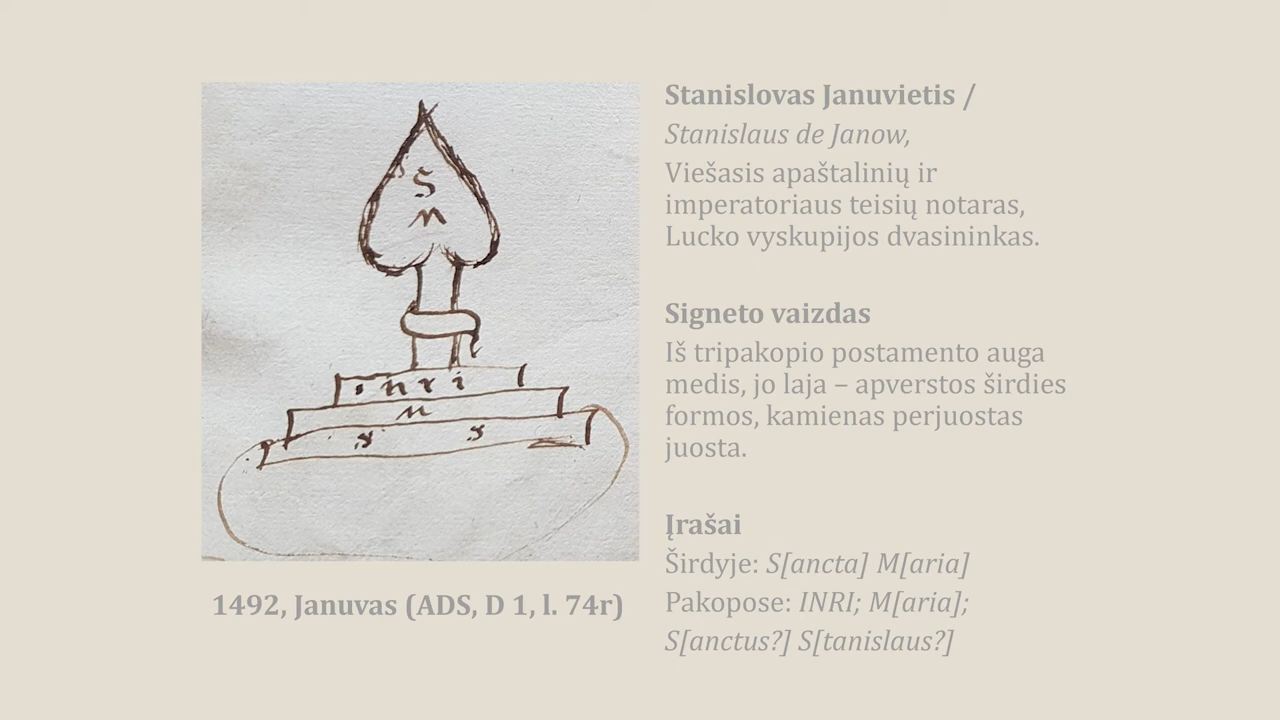 S
M
inri
M
S S
1492, Januvas (ADS, D 1, l. 74r)
Stanislovas Januvietis /
Stanislaus de Janow,
Viešasis apaštalinių ir
imperatoriaus teisių notaras,
Lucko vyskupijos dvasininkas.
Signeto vaizdas
Iš tripakopio postamento auga
medis, jo laja – apverstos širdies
formos, kamienas perjuostas
juosta.
Įrašai
Širdyje: S[ancta] M[aria]
Pakopose: INRI; M[aria];
S[anctus?] S[tanislaus?]